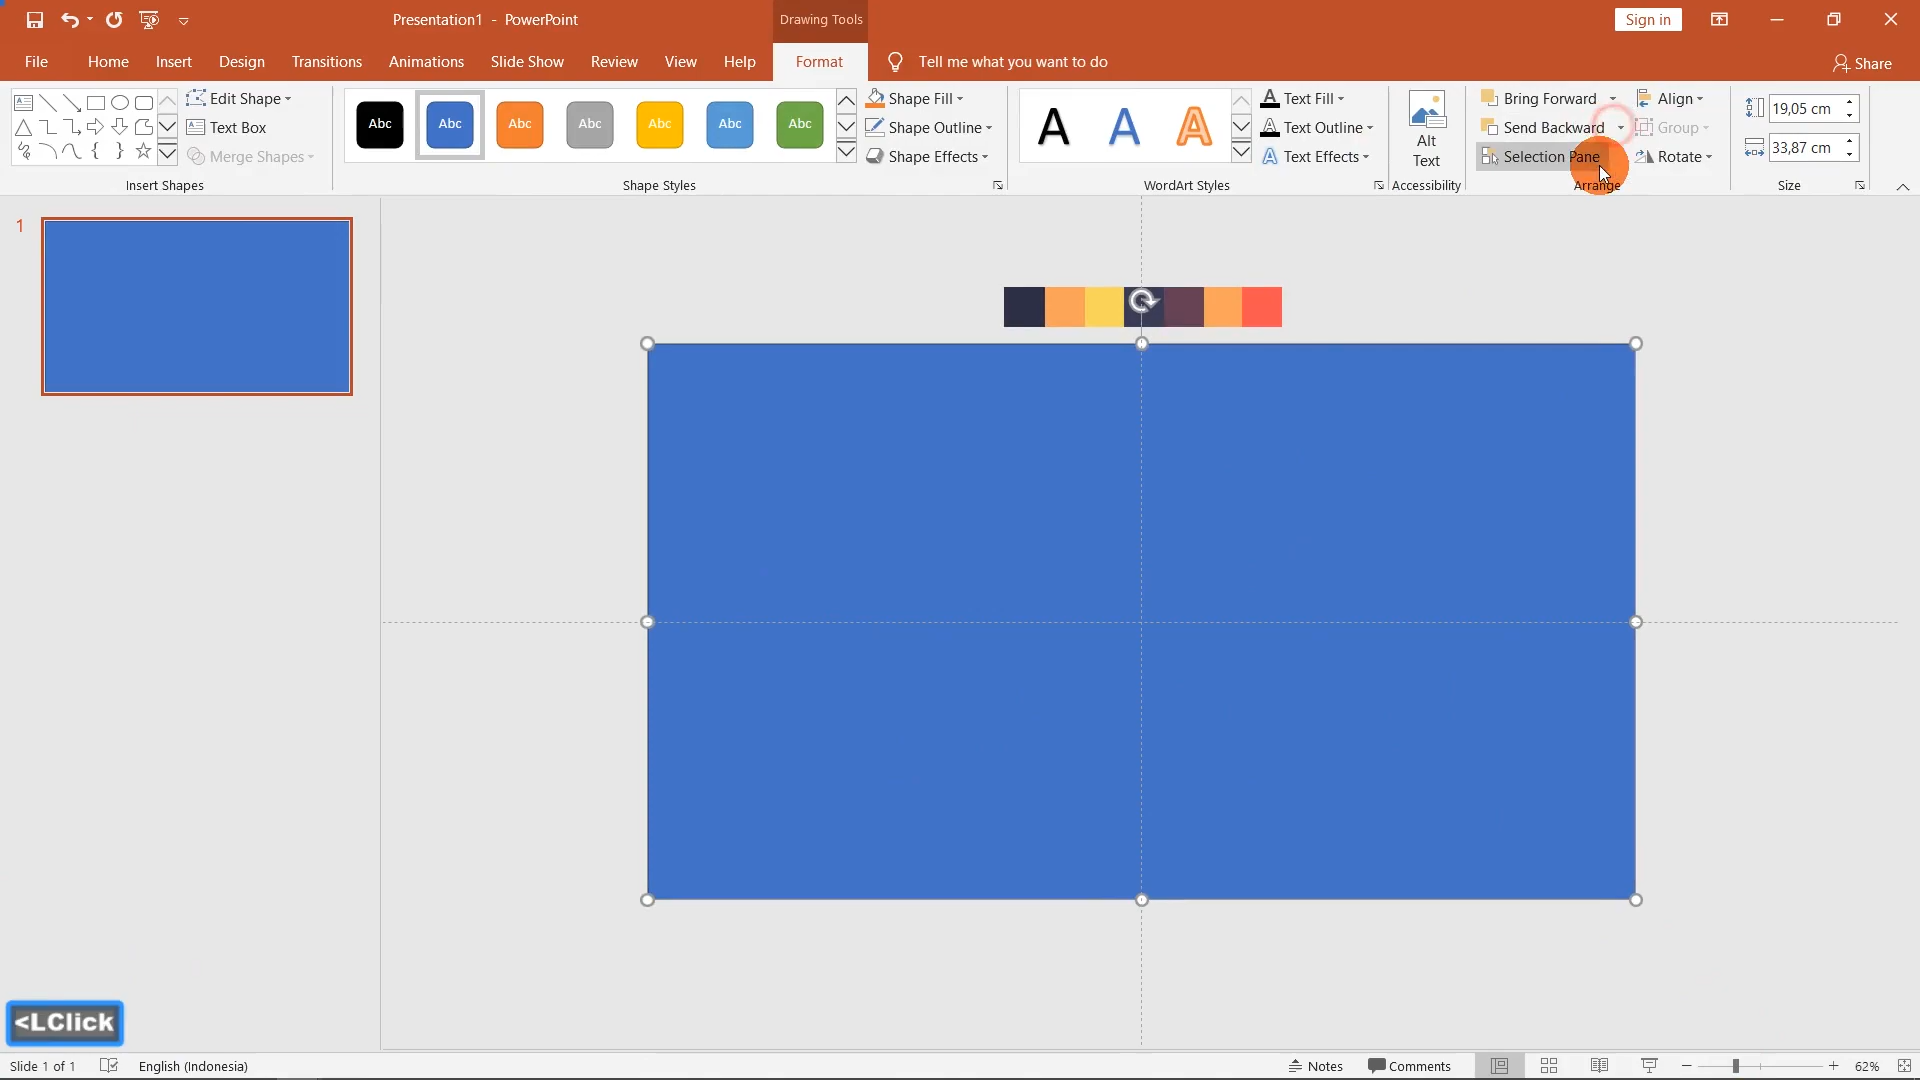 Presentation1 - PowerPoint
Drawing Tools
Sign in
File Home Insert Design Transitions Animations Slide Show Review View Help Format Tell me what you want to do Share
Edit Shape
Text Box
Merge Shapes
Insert Shapes
Abc Abc Abc Abc Abc Abc Abc
Shape Fill
Shape Outline
Shape Effects
Shape Styles
A A A
Text Fill
Text Outline
Text Effects
WordArt Styles
Alt
Text
Accessibility
Bring Forward
Send Backward
Selection Pane
Align
Group
Rotate
Arrange
19,05 cm
33,87 cm
Size
1
<LClick
Slide 1 of 1 English (Indonesia) Notes Comments 62%